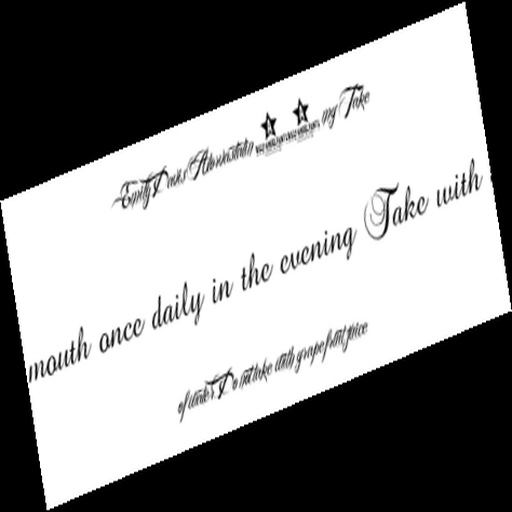 Emily Davis Atorvastatin mg Take
mouth once daily in the evening Take with
of water Do not take with grapefruit juice